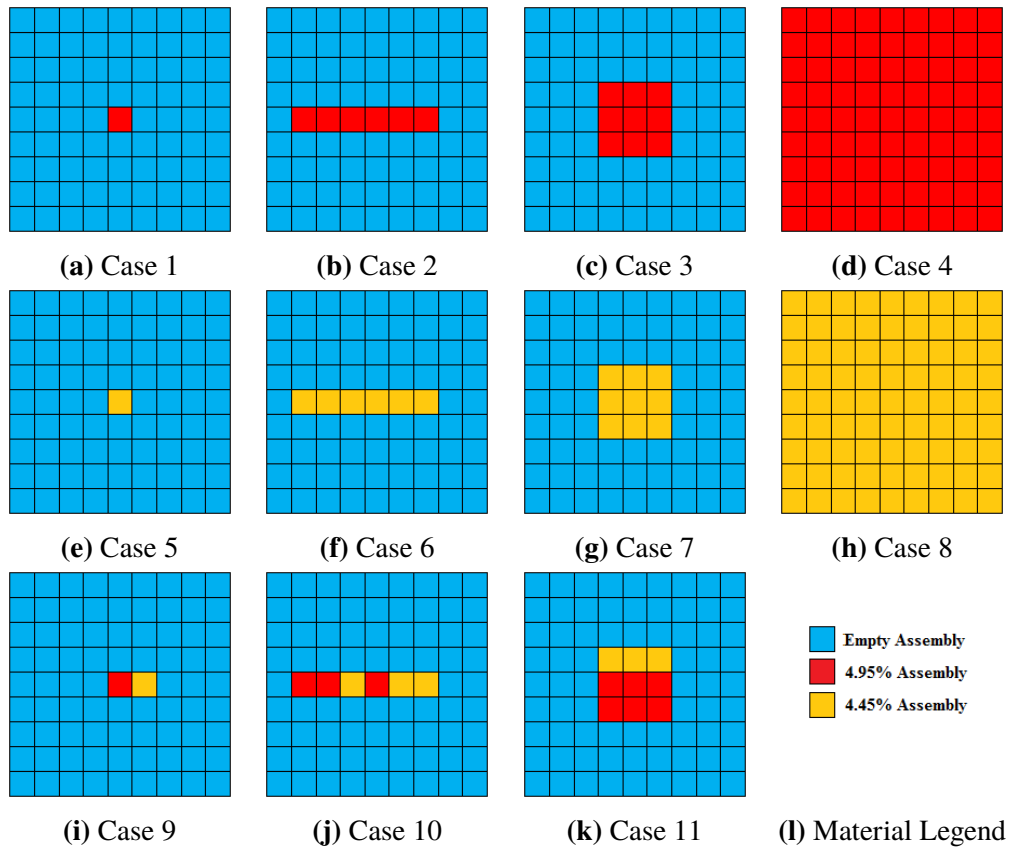 (a) Case 1
(b) Case 2
(c) Case 3
(d) Case 4
(e) Case 5
(f) Case 6
(g) Case 7
(h) Case 8
Empty Assembly
4.95% Assembly
4.45% Assembly
(i) Case 9
(j) Case 10
(k) Case 11
(l) Material Legend